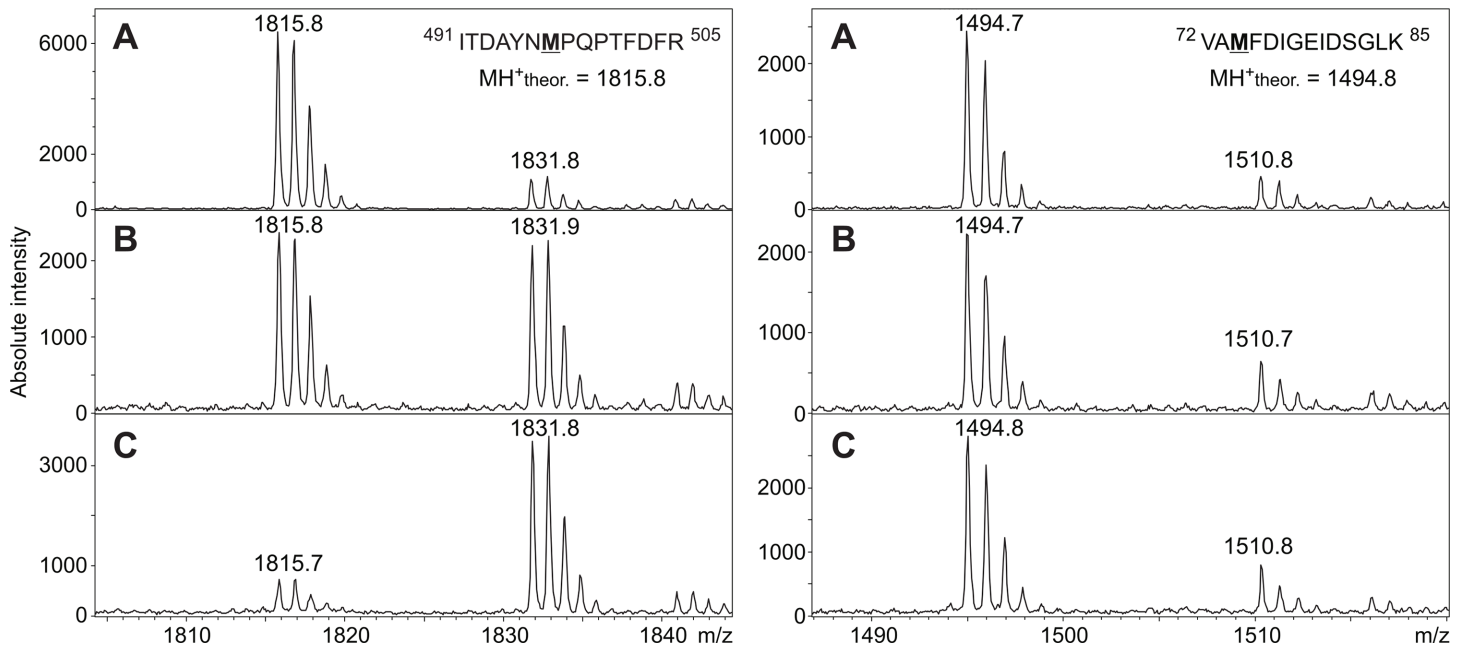 Absolute intensity
A
1815.8
491 ITDAYNMPQPTFDFR 505
MH+theor. = 1815.8
6000
1831.8
2000
0
B
1815.8
1831.9
2000
1000
0
C
1831.8
3000
1815.7
1000
0
1810 1820 1830 1840 m/z
A
1494.7
72 VAMFDIGEIDSGLK 85
MH+theor. = 1494.8
2000
1000
1510.8
0
B
1494.7
2000
1510.7
1000
0
C
1494.8
2000
1510.8
1000
0
1490 1500 1510 m/z